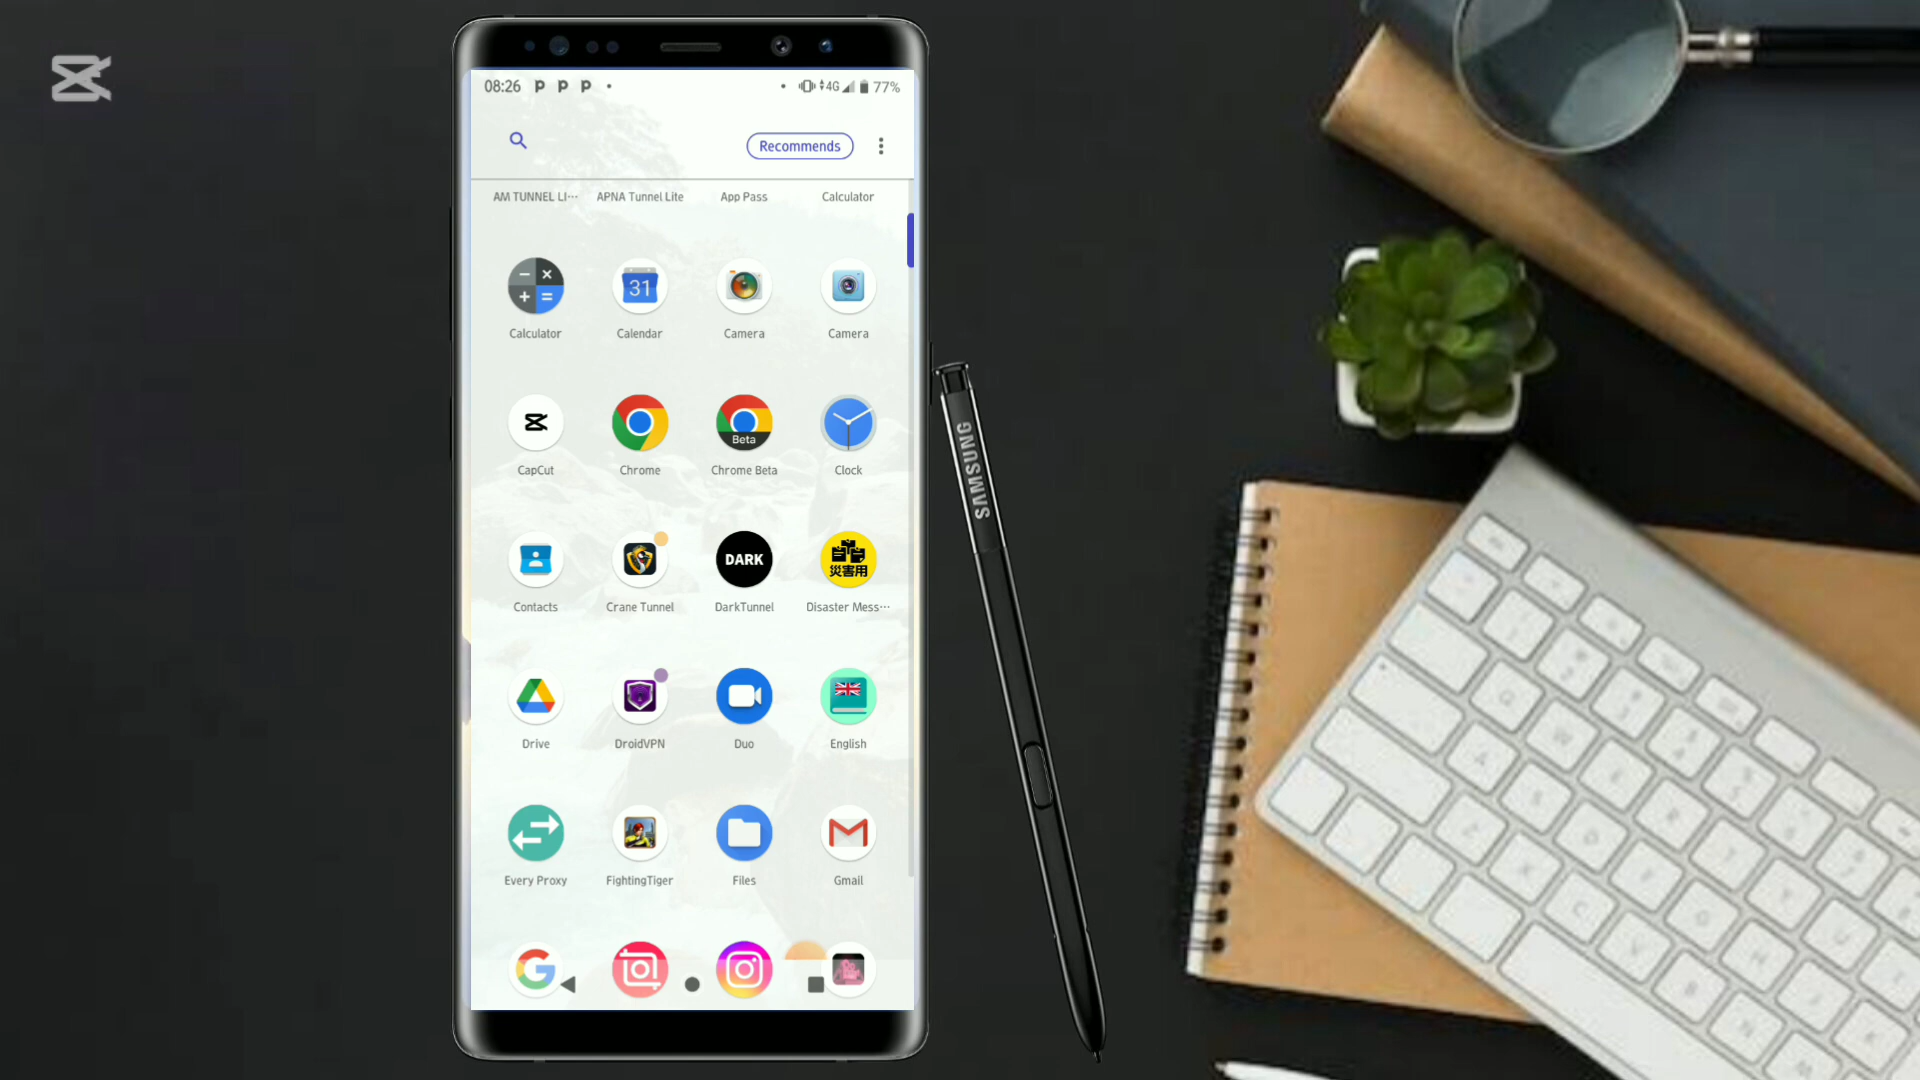 08:26 P P P • • 4G 77%
Recommends
AM TUNNEL LI··· APNA Tunnel Lite App Pass Calculator
31
Calculator Calendar Camera Camera
Beta
CapCut Chrome Chrome Beta Clock
DARK 災害用
Contacts Crane Tunnel DarkTunnel Disaster Mess···
Drive DroidVPN Duo English
Every Proxy FightingTiger Files Gmail
SAMSUNG